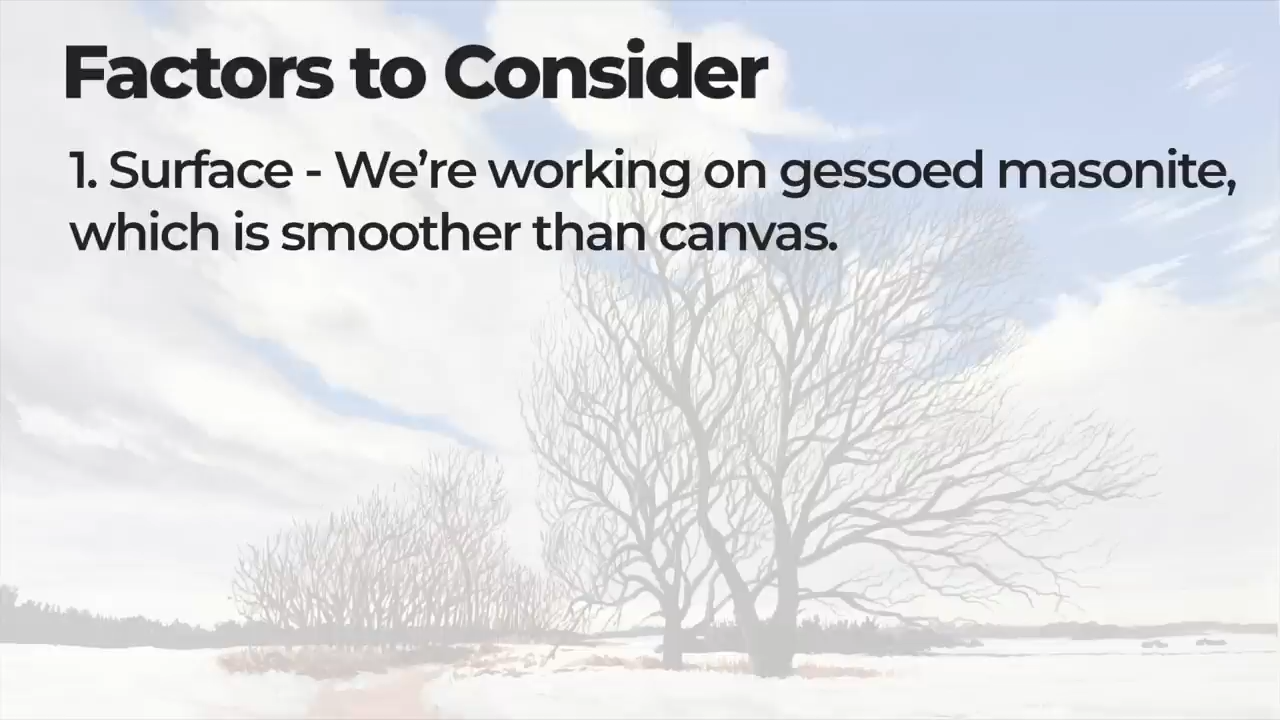 Factors to Consider
1. Surface - We’re working on gessoed masonite,
which is smoother than canvas.